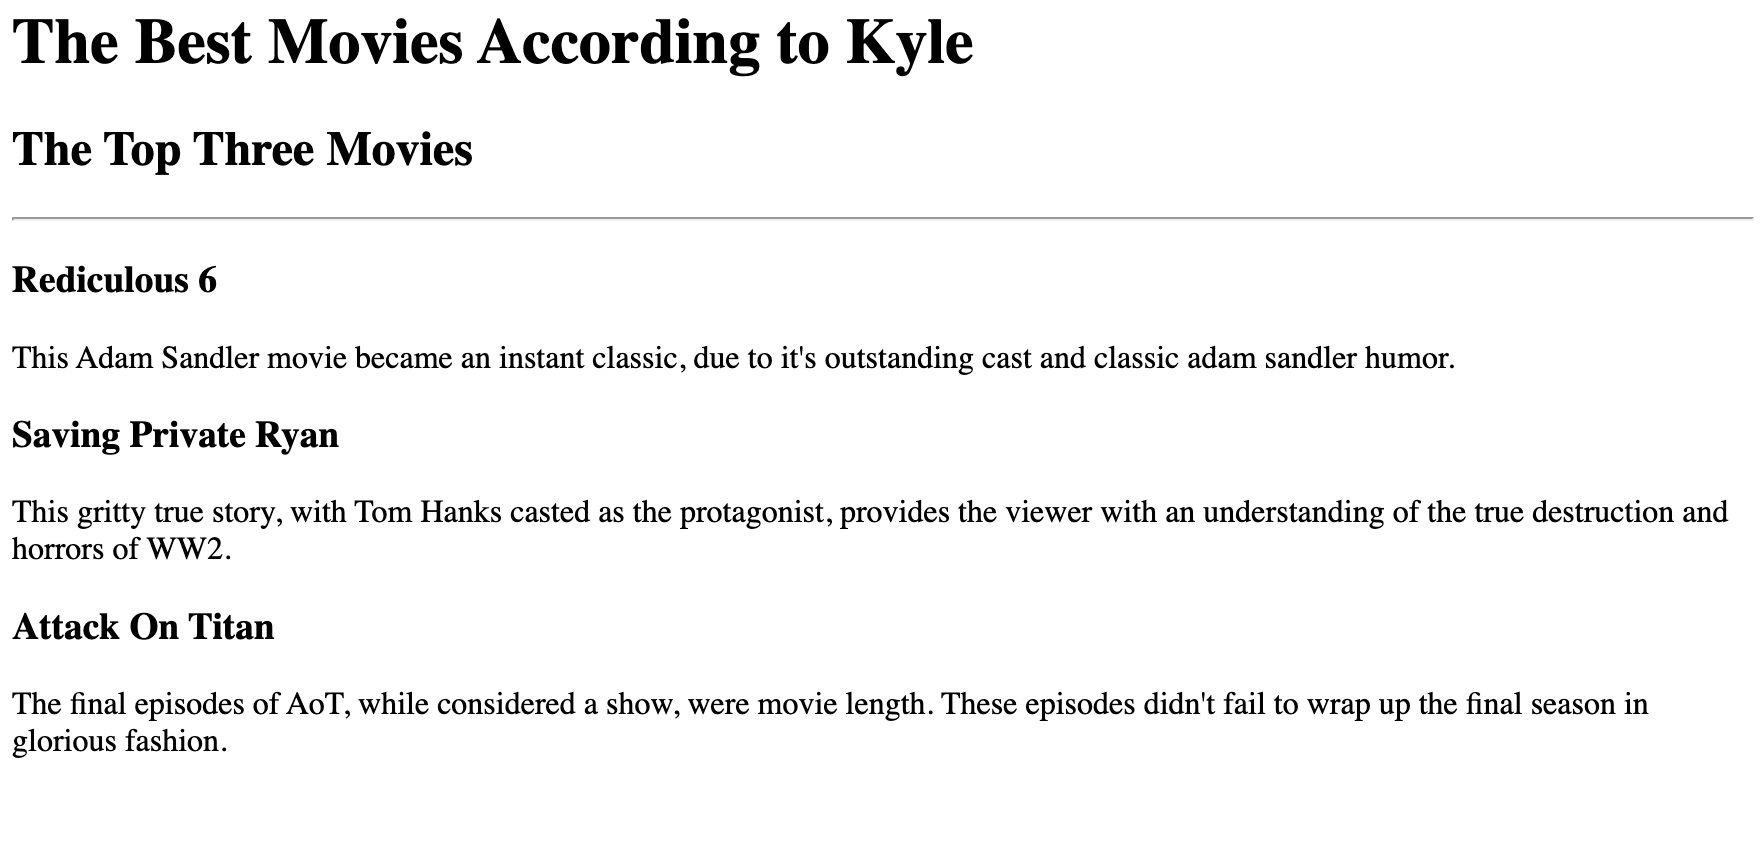 The Best Movies According to Kyle
The Top Three Movies
Rediculous 6
This Adam Sandler movie became an instant classic, due to it's outstanding cast and classic adam sandler humor.
Saving Private Ryan
This gritty true story, with Tom Hanks casted as the protagonist, provides the viewer with an understanding of the true destruction and
horrors of WW2.
Attack On Titan
The final episodes of AoT, while considered a show, were movie length. These episodes didn't fail to wrap up the final season in
glorious fashion.